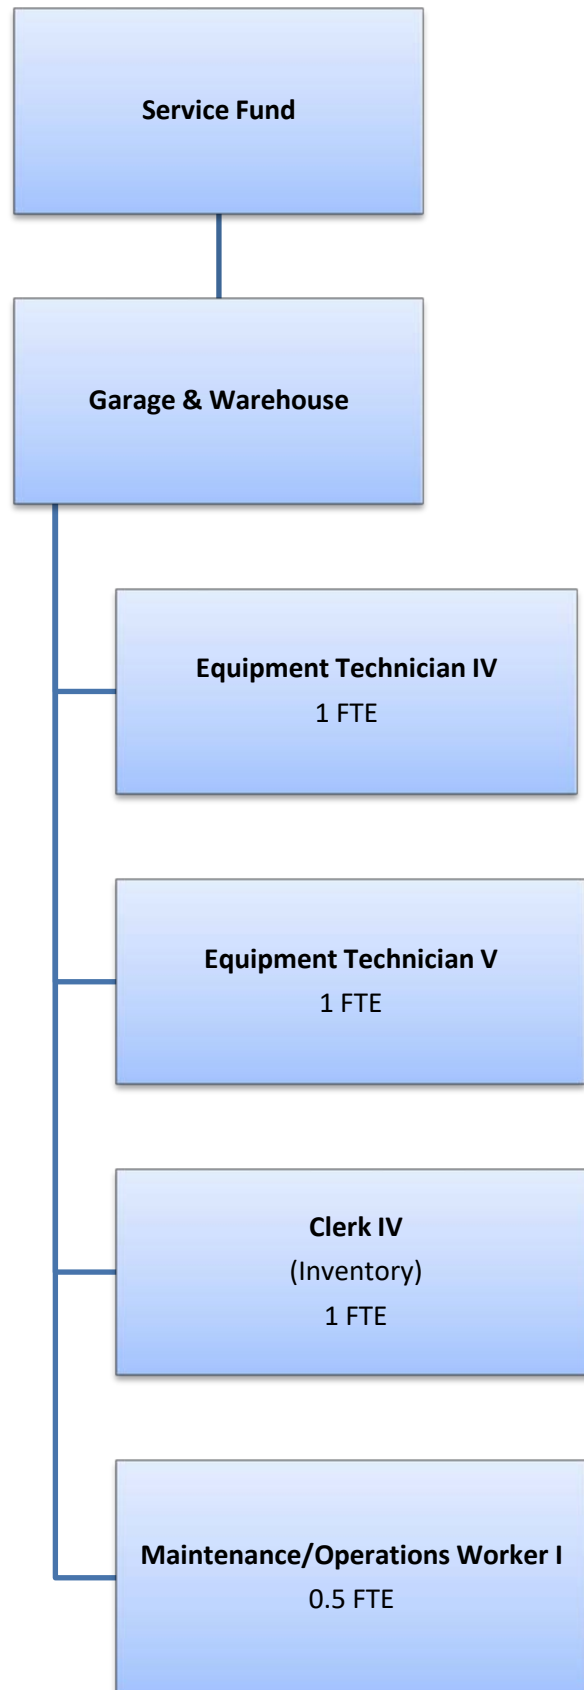 Service Fund
Garage & Warehouse
Equipment Technician IV
1 FTE
Equipment Technician V
1 FTE
Clerk IV
(Inventory)
1 FTE
Maintenance/Operations Worker I
0.5 FTE